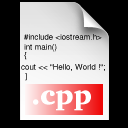 #include <iostream.h>
int main()
{
cout << "Hello, World !";
}
.cpp